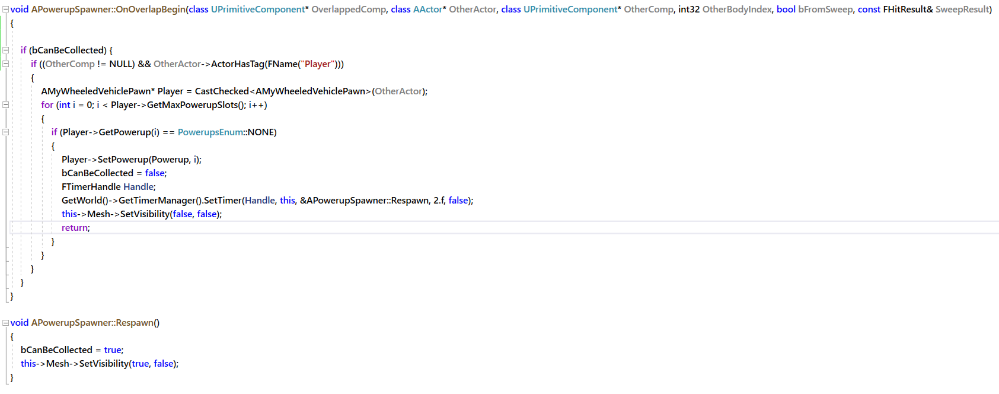 void APowerupSpawner::OnOverlapBegin(class UPrimitiveComponent* OverlappedComp, class AActor* OtherActor, class UPrimitiveComponent* OtherComp, int32 OtherBodyIndex, bool bFromSweep, const FHitResult& SweepResult)
{
if (bCanBeCollected) {
if ((OtherComp != NULL) && OtherActor->ActorHasTag(FName("Player")))
{
AMyWheeledVehiclePawn* Player = CastChecked<AMyWheeledVehiclePawn>(OtherActor);
for (int i = 0; i < Player->GetMaxPowerupSlots(); i++)
{
if (Player->GetPowerup(i) == PowerupsEnum::NONE)
{
Player->SetPowerup(Powerup, i);
bCanBeCollected = false;
FTimerHandle Handle;
GetWorld()->GetTimerManager().SetTimer(Handle, this, &APowerupSpawner::Respawn, 2.f, false);
this->Mesh->SetVisibility(false, false);
return;
}
}
}
}
}
void APowerupSpawner::Respawn()
{
bCanBeCollected = true;
this->Mesh->SetVisibility(true, false);
}